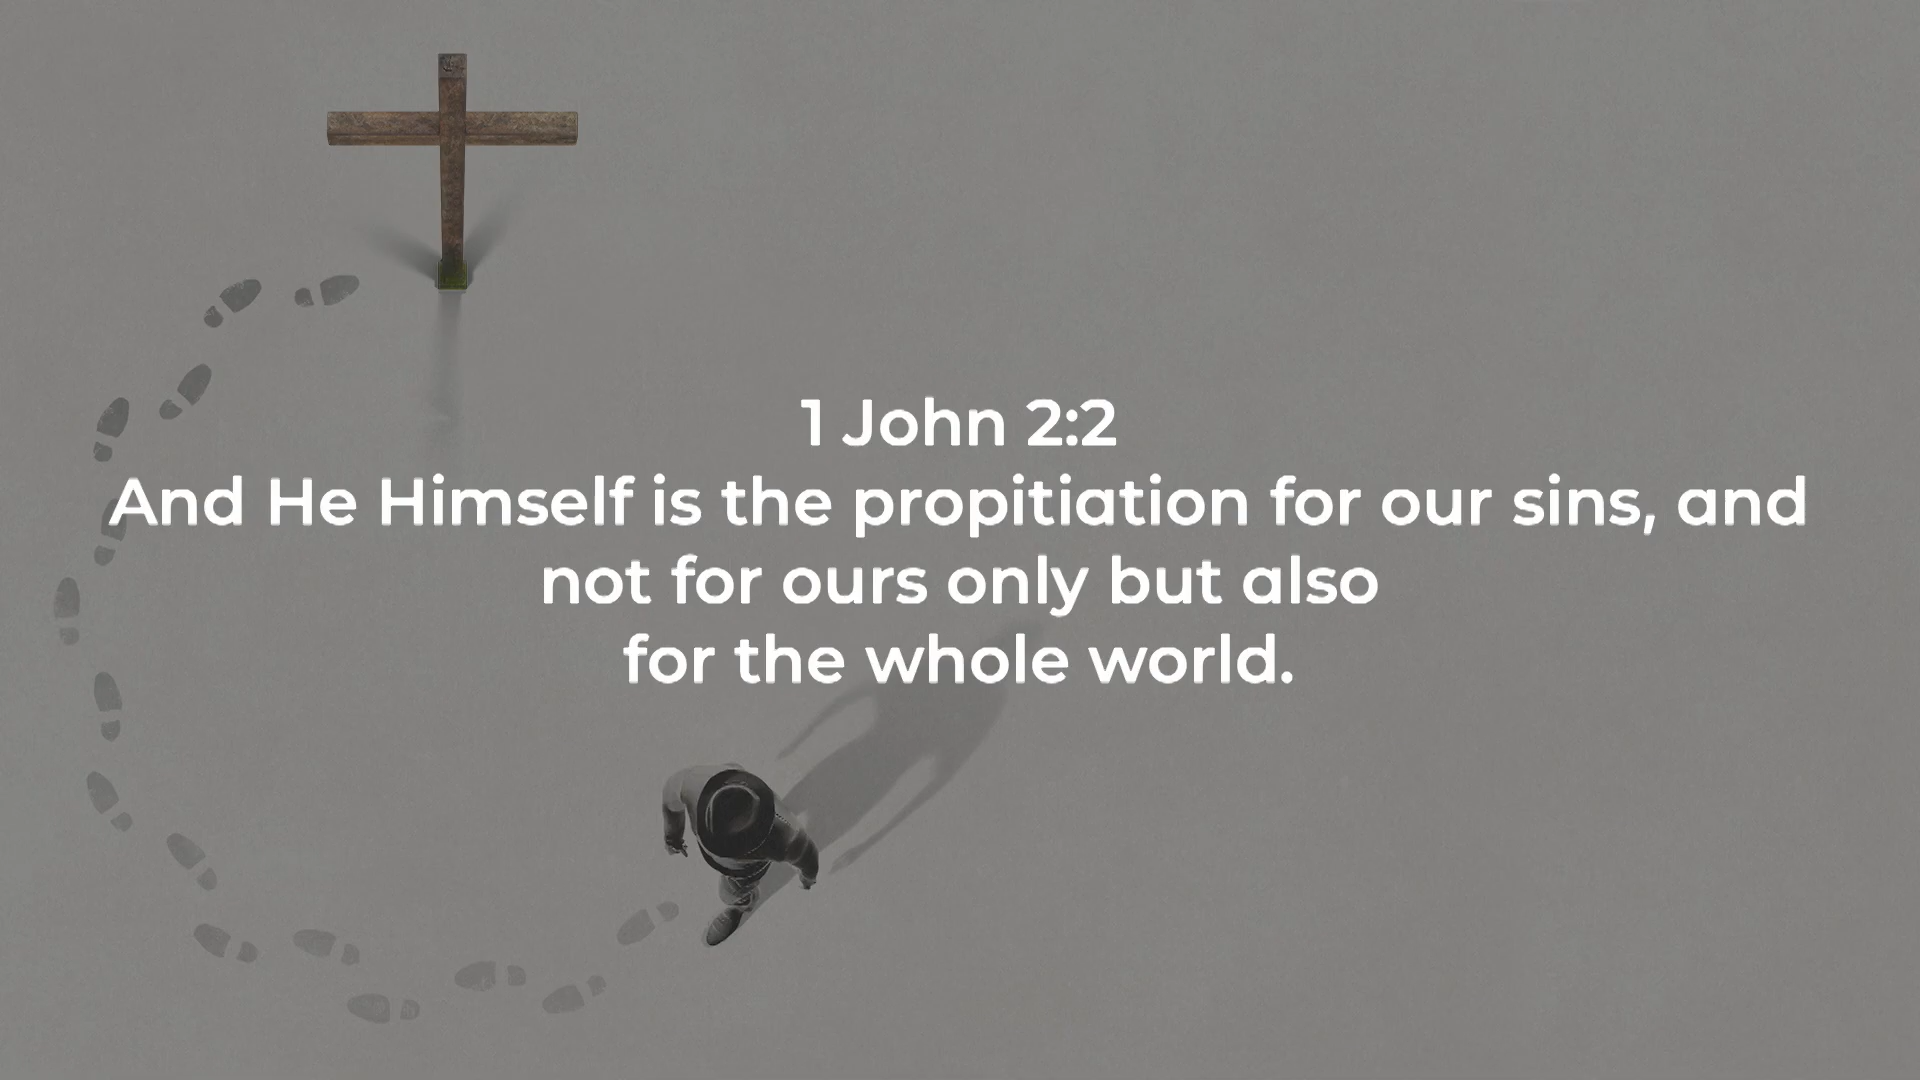 1 John 2:2
And He Himself is the propitiation for our sins, and
not for ours only but also
for the whole world.